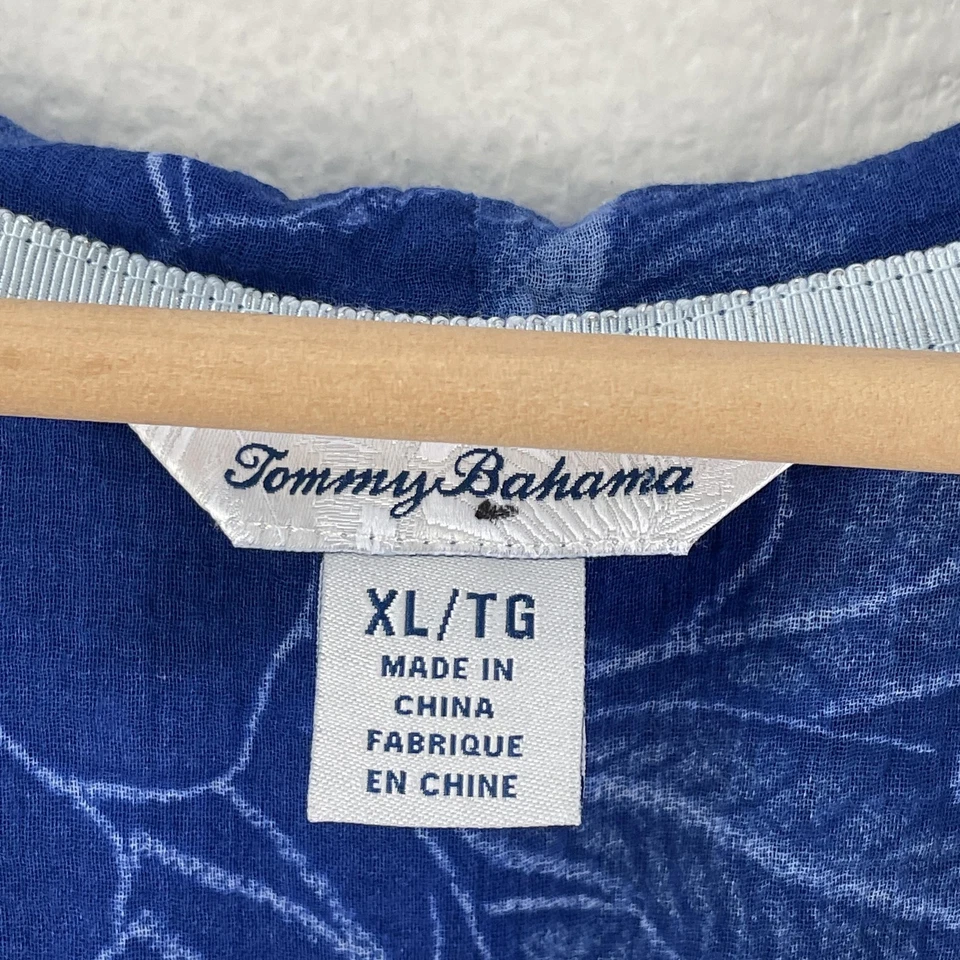 Tommy Bahama
XL/TG
MADE IN
CHINA
FABRIQUE
EN CHINE